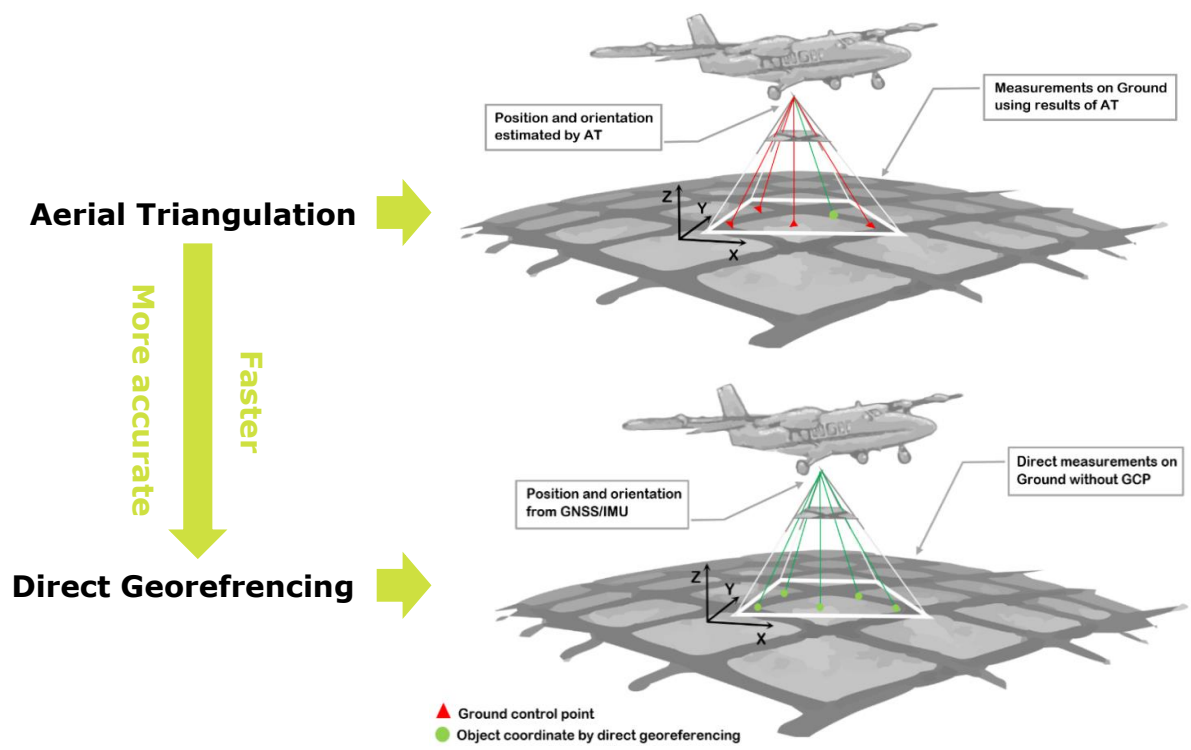 Position and orientation
estimated by AT
Measurements on Ground
using results of AT
Aerial Triangulation
Z
Y
X
More accurate
Faster
Position and orientation
from GNSS/IMU
Direct measurements on
Ground without GCP
Direct Georefrencing
Z
Y
X
Ground control point
Object coordinate by direct georeferencing